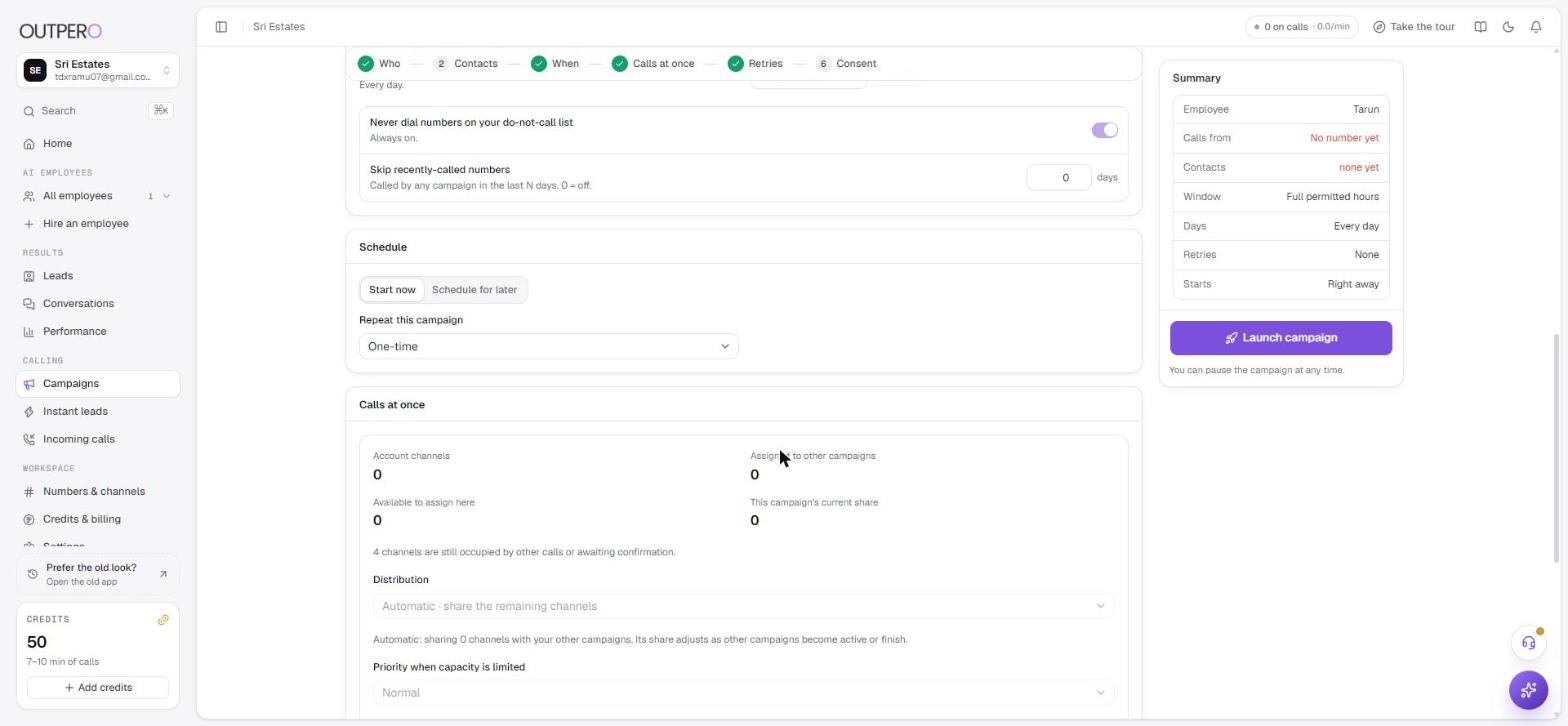 OUTPERO
SE
Sri Estates
tdxramu07@gmail.co...
Search
⌘K
Home
AI EMPLOYEES
All employees 1
Hire an employee
RESULTS
Leads
Conversations
Performance
CALLING
Campaigns
Instant leads
Incoming calls
WORKSPACE
Numbers & channels
Credits & billing
Settings
Prefer the old look?
Open the old app
CREDITS
50
7–10 min of calls
+ Add credits
Sri Estates
0 on calls · 0.0/min
Take the tour
Who
2 Contacts
When
Calls at once
Retries
6 Consent
Every day.
Never dial numbers on your do-not-call list
Always on.
Skip recently-called numbers
Called by any campaign in the last N days. 0 = off.
0 days
Schedule
Start now
Schedule for later
Repeat this campaign
One-time
Calls at once
Account channels
0
Assigned to other campaigns
0
Available to assign here
0
This campaign's current share
0
4 channels are still occupied by other calls or awaiting confirmation.
Distribution
Automatic · share the remaining channels
Automatic: sharing 0 channels with your other campaigns. Its share adjusts as other campaigns become active or finish.
Priority when capacity is limited
Normal
Summary
Employee Tarun
Calls from No number yet
Contacts none yet
Window Full permitted hours
Days Every day
Retries None
Starts Right away
Launch campaign
You can pause the campaign at any time.